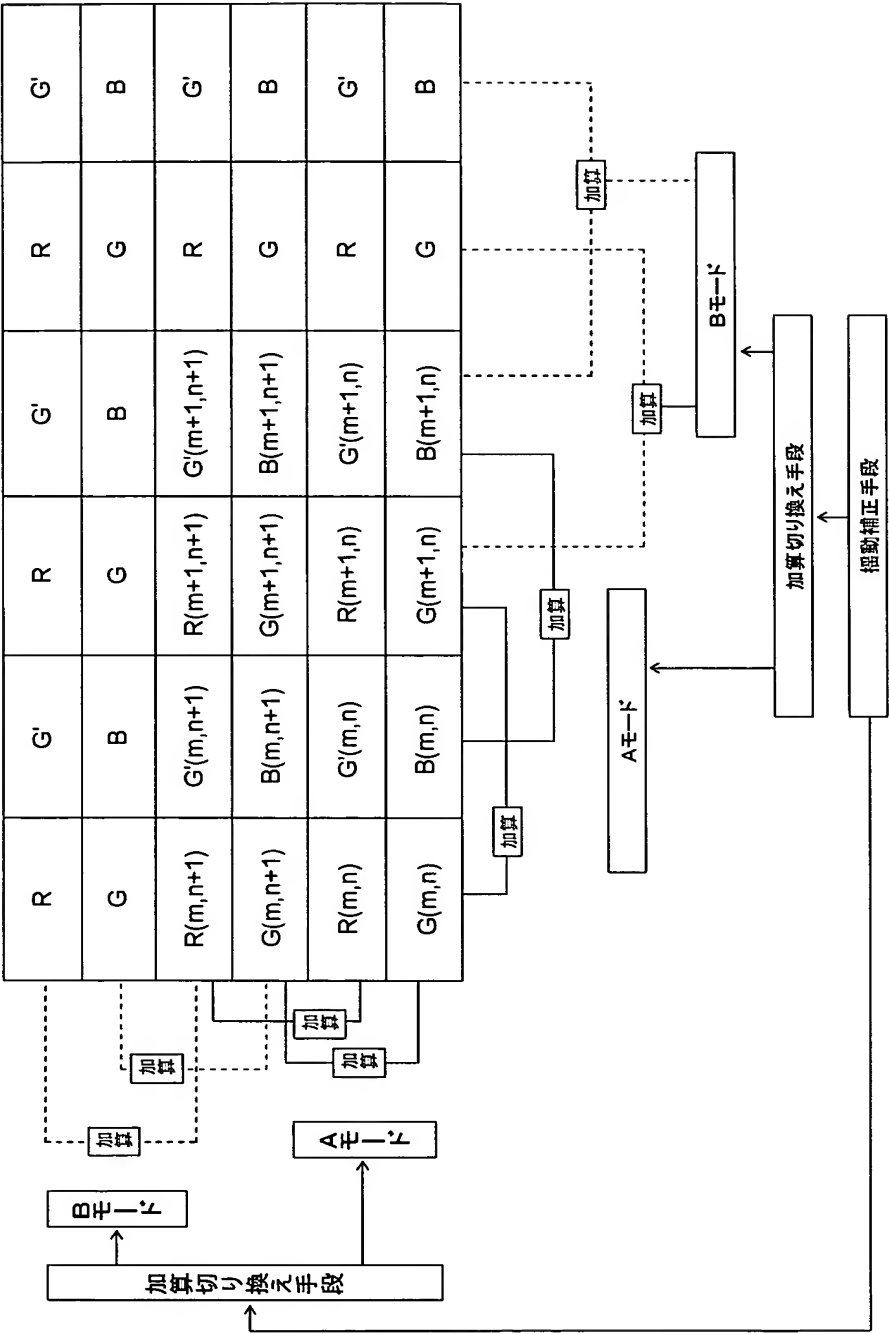 加算切り換え手段
Bモード
Aモード
加算
加算
加算
加算
R G' R G' R G'
G B G B G B
R(m,n+1) G'(m,n+1) R(m+1,n+1) G'(m+1,n+1) R G'
G(m,n+1) B(m,n+1) G(m+1,n+1) B(m+1,n+1) G B
R(m,n) G'(m,n) R(m+1,n) G'(m+1,n) R G'
G(m,n) B(m,n) G(m+1,n) B(m+1,n) G B
加算
加算
加算
加算
Aモード
Bモード
加算切り換え手段
揺動補正手段